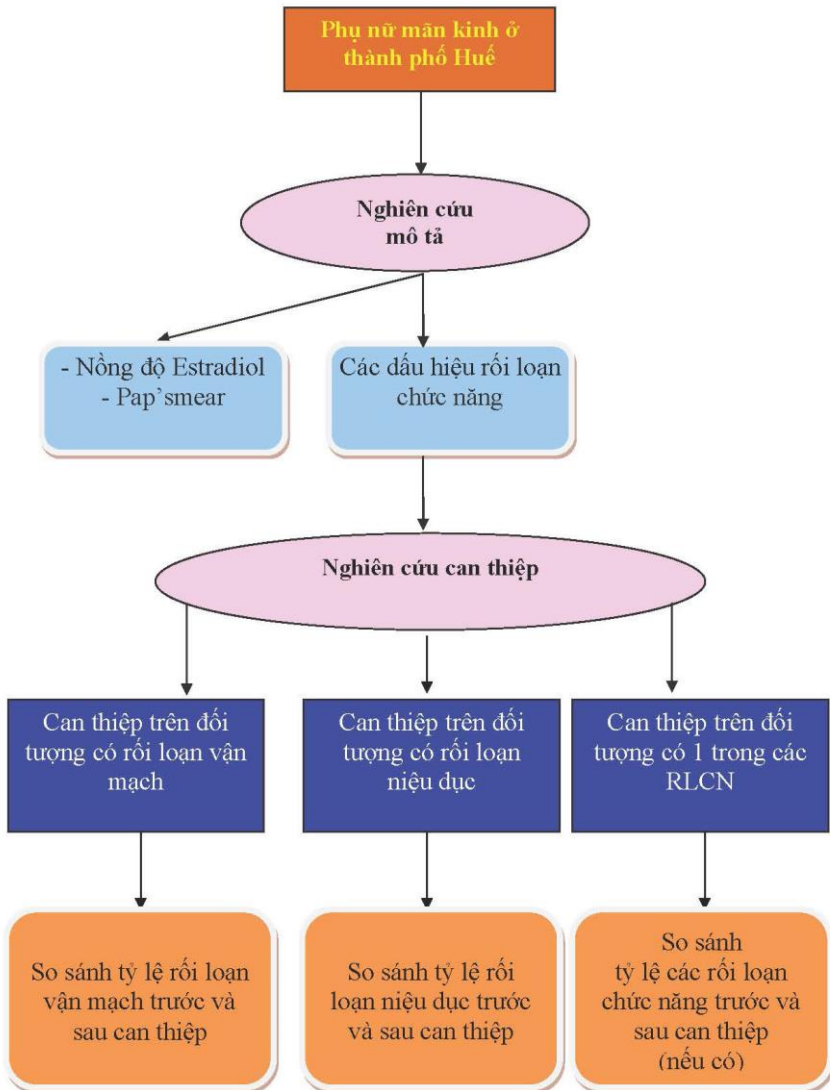 Phụ nữ mãn kinh ở
thành phố Huế
Nghiên cứu
mô tả
- Nồng độ Estradiol
- Pap’smear
Các dấu hiệu rối loạn
chức năng
Nghiên cứu can thiệp
Can thiệp trên đối
tượng có rối loạn vận
mạch
Can thiệp trên đối
tượng có rối loạn
niệu dục
Can thiệp trên đối
tượng có 1 trong các
RLCN
So sánh tỷ lệ rối loạn
vận mạch trước và
sau can thiệp
So sánh tỷ lệ rối
loạn niệu dục trước
và sau can thiệp
So sánh
tỷ lệ các rối loạn
chức năng trước và
sau can thiệp
(nếu có)